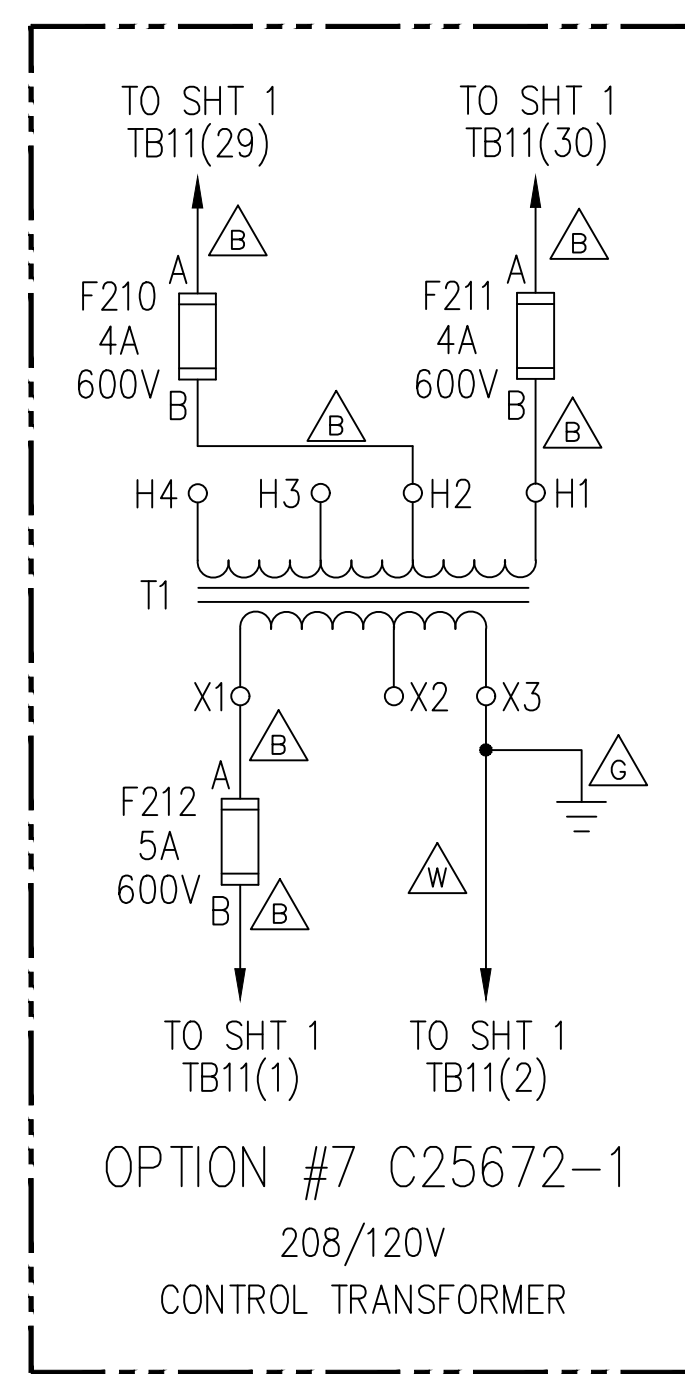 TO SHT 1
TB11(29)
TO SHT 1
TB11(30)
B
B
A
A
F210
4A
600V
F211
4A
600V
B
B
B
B
H4
H3
H2
H1
T1
X1
X2
X3
B
G
A
F212
5A
600V
W
B
B
TO SHT 1
TB11(1)
TO SHT 1
TB11(2)
OPTION #7 C25672-1
208/120V
CONTROL TRANSFORMER